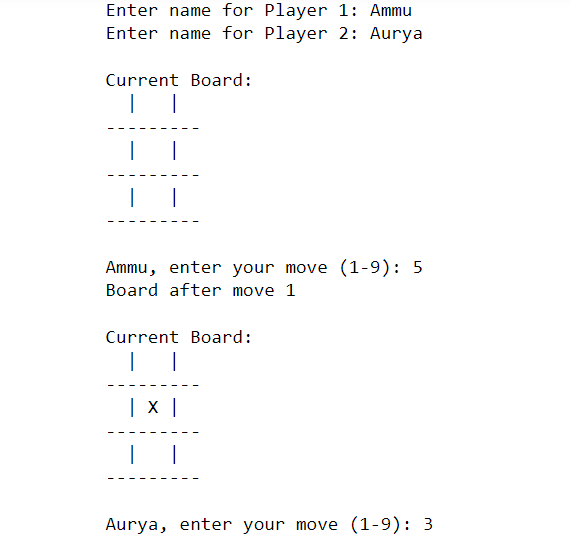 Enter name for Player 1: Ammu
Enter name for Player 2: Aurya
Current Board:
  |   |
---------
  |   |
---------
  |   |
---------
Ammu, enter your move (1-9): 5
Board after move 1
Current Board:
  |   |
---------
  | X |
---------
  |   |
---------
Aurya, enter your move (1-9): 3